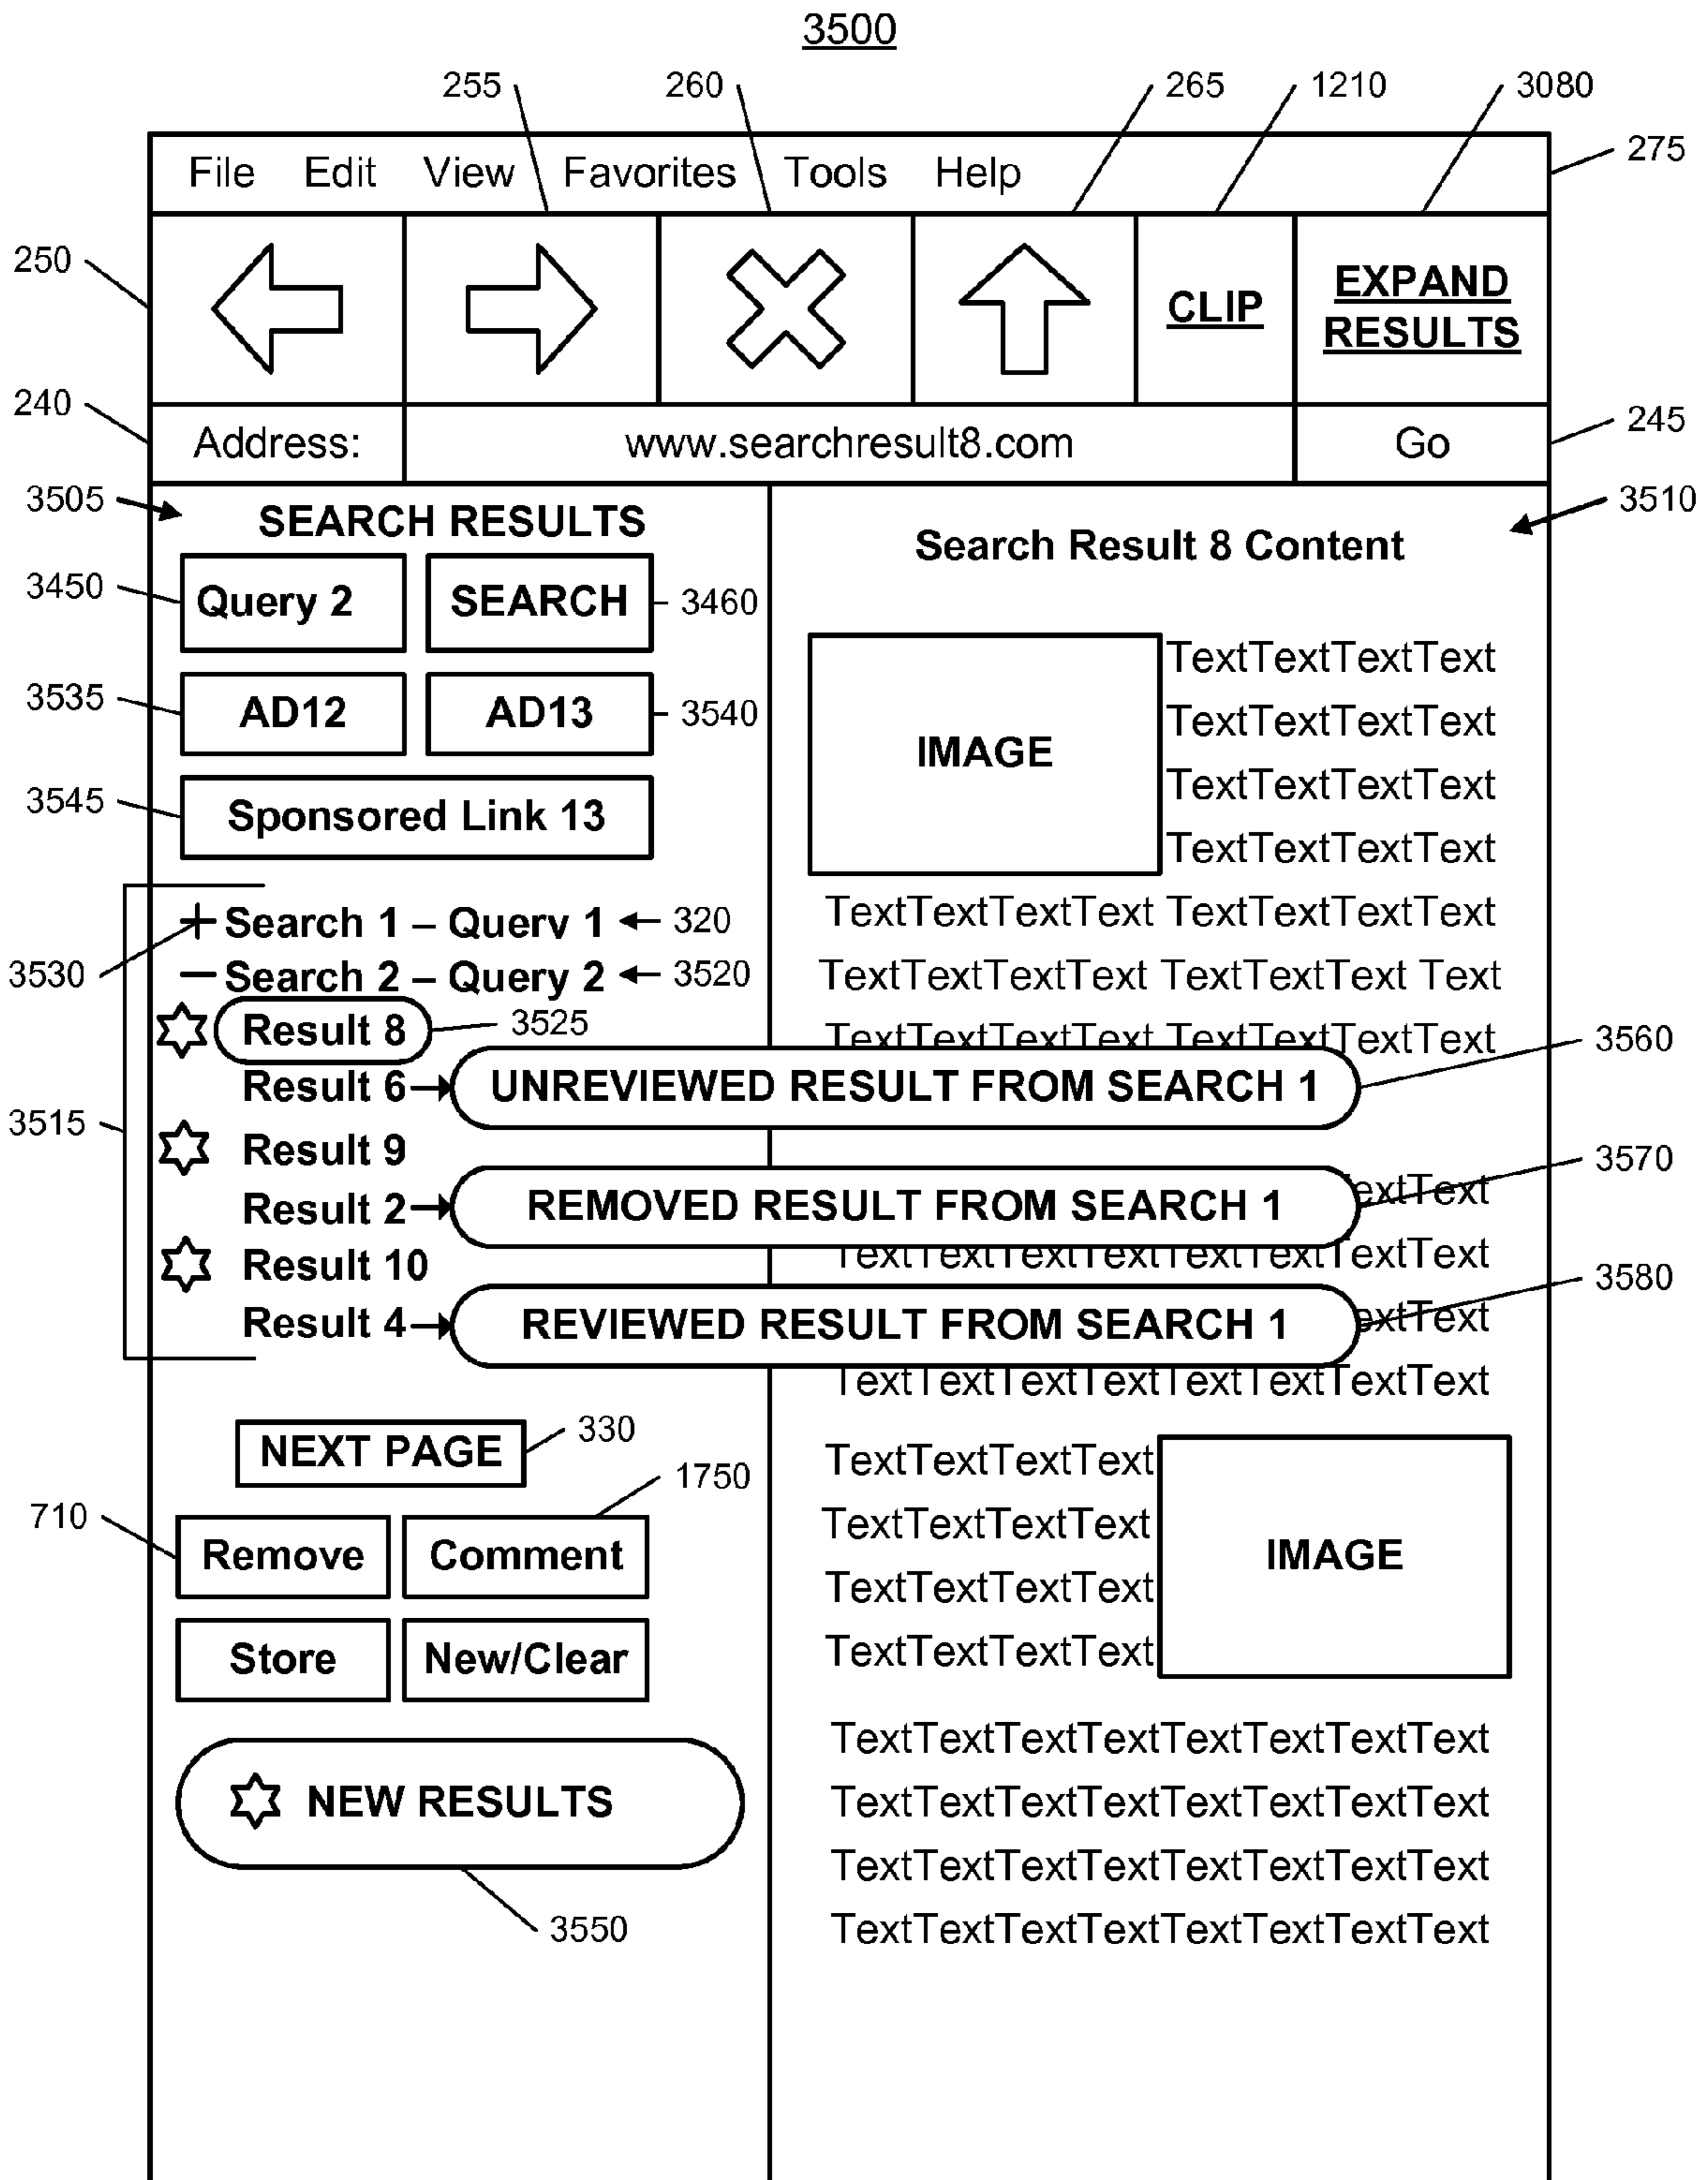 3500
255 260 265 1210 3080
File Edit View Favorites Tools Help 275
250
CLIP EXPAND
RESULTS
240 Address: www.searchresult8.com Go 245
3505 SEARCH RESULTS 3510
Search Result 8 Content
3450 Query 2 SEARCH 3460
3535 AD12 AD13 3540
3545 Sponsored Link 13
IMAGE
TextTextTextText
TextTextTextText
TextTextTextText
TextTextTextText
Search 1 – Query 1 320
TextTextTextText TextTextTextText
3530 Search 2 – Query 2 3520
TextTextTextText TextTextText Text
Result 8 3525
TextTextTextText TextTextTextText
Result 6 UNREVIEWED RESULT FROM SEARCH 1 3560
3515
Result 9
Result 2 REMOVED RESULT FROM SEARCH 1 3570
extText
Result 10
TextTextTextTextTextTextTextText
Result 4 REVIEWED RESULT FROM SEARCH 1 3580
extText
TextTextTextTextTextTextTextText
NEXT PAGE 330
1750
710 Remove Comment
Store New/Clear
TextTextTextText
TextTextTextText
TextTextTextText
TextTextTextText
IMAGE
NEW RESULTS
3550
TextTextTextTextTextTextTextText
TextTextTextTextTextTextTextText
TextTextTextTextTextTextTextText
TextTextTextTextTextTextTextText